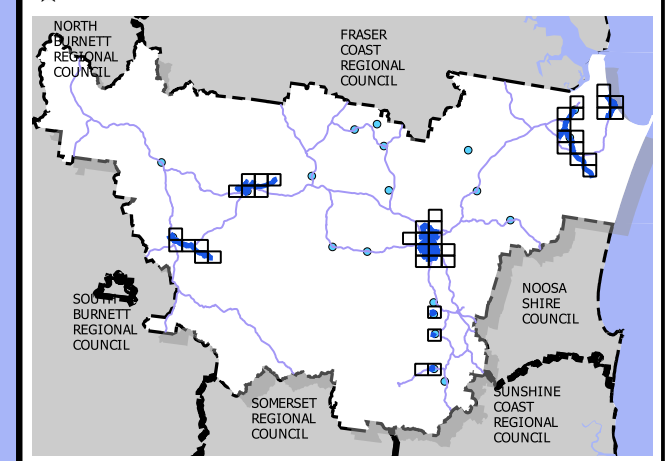 NORTH
BURNETT
REGIONAL
COUNCIL
FRASER
COAST
REGIONAL
COUNCIL
SOUTH
BURNETT
REGIONAL
COUNCIL
NOOSA
SHIRE
COUNCIL
SOMERSET
REGIONAL
COUNCIL
SUNSHINE
COAST
REGIONAL
COUNCIL